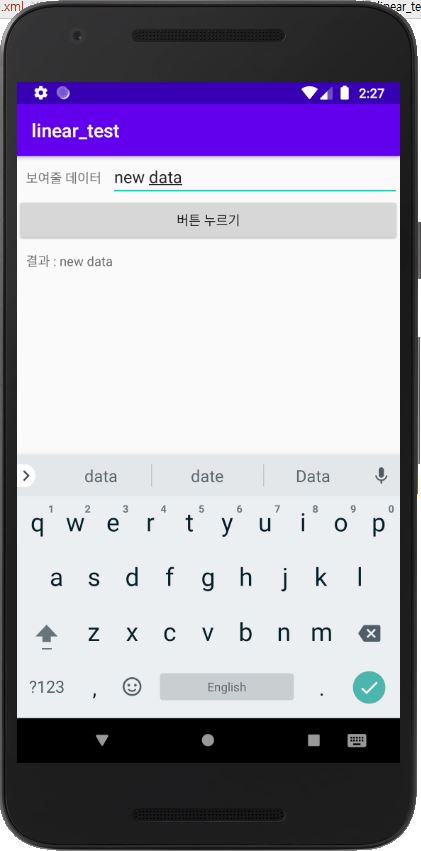 .xml
linear_te
2:27
linear_test
보여줄 데이터 new data
버튼 누르기
결과 : new data
data date Data
1 2 3 4 5 6 7 8 9 0
q w e r t y u i o p
a s d f g h j k l
z x c v b n m
?123 , English .